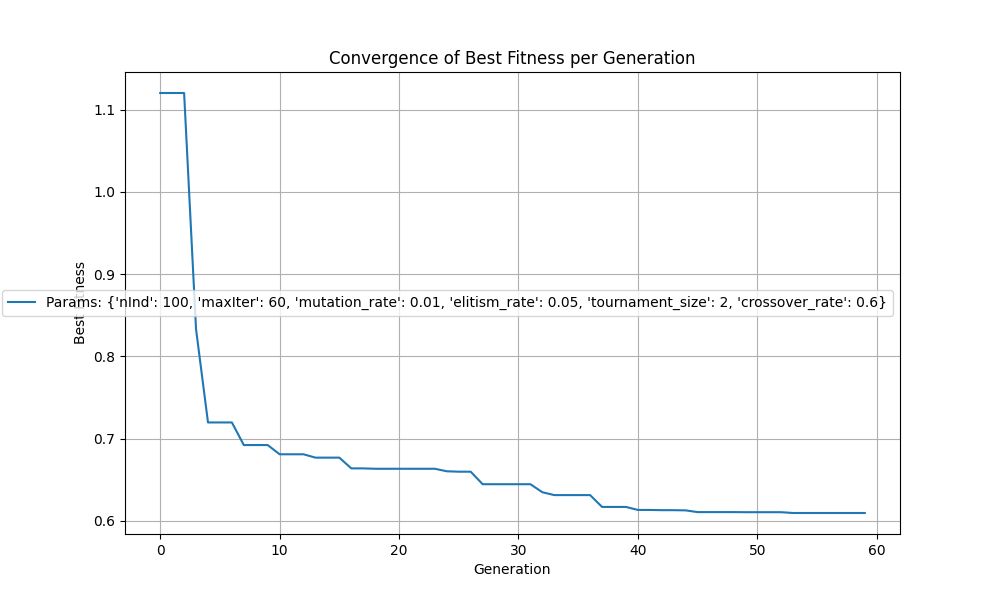 Convergence of Best Fitness per Generation
1.1
1.0
0.9
0.8
0.7
0.6
Best
ness
Params: {'nInd': 100, 'maxIter': 60, 'mutation_rate': 0.01, 'elitism_rate': 0.05, 'tournament_size': 2, 'crossover_rate': 0.6}
0 10 20 30 40 50 60
Generation